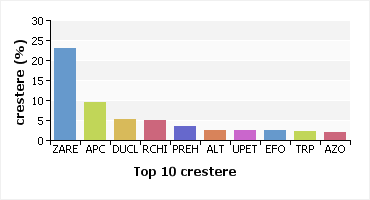 crestere (%)
30
25
20
15
10
5
0
ZARE APC DUCL RCHI PREH ALT UPET EFO TRP AZO
Top 10 crestere